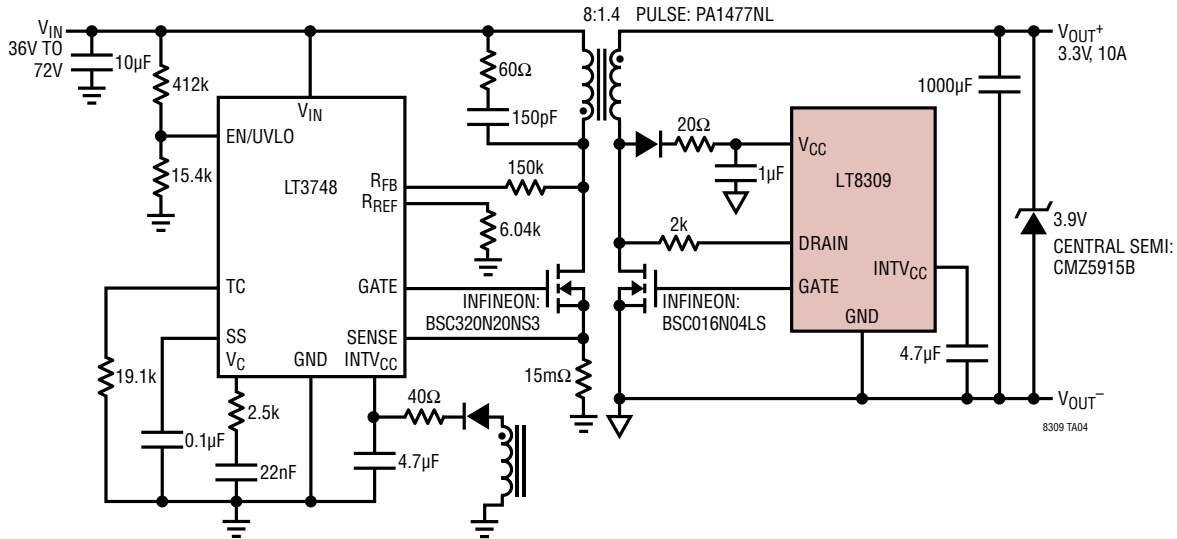 8:1.4 PULSE: PA1477NL
VIN
36V TO
72V
10µF
412k
15.4k
60Ω
150pF
VIN
EN/UVLO
LT3748
RFB
RREF
150k
6.04k
TC
GATE
SS
SENSE
VC
GND
INTVCC
INFINEON:
BSC320N20NS3
15mΩ
19.1k
0.1µF
2.5k
22nF
40Ω
4.7µF
20Ω
1µF
2k
VCC
LT8309
DRAIN
INTVCC
GATE
GND
INFINEON:
BSC016N04LS
4.7µF
1000µF
VOUT+
3.3V, 10A
3.9V
CENTRAL SEMI:
CMZ5915B
VOUT–
8309 TA04